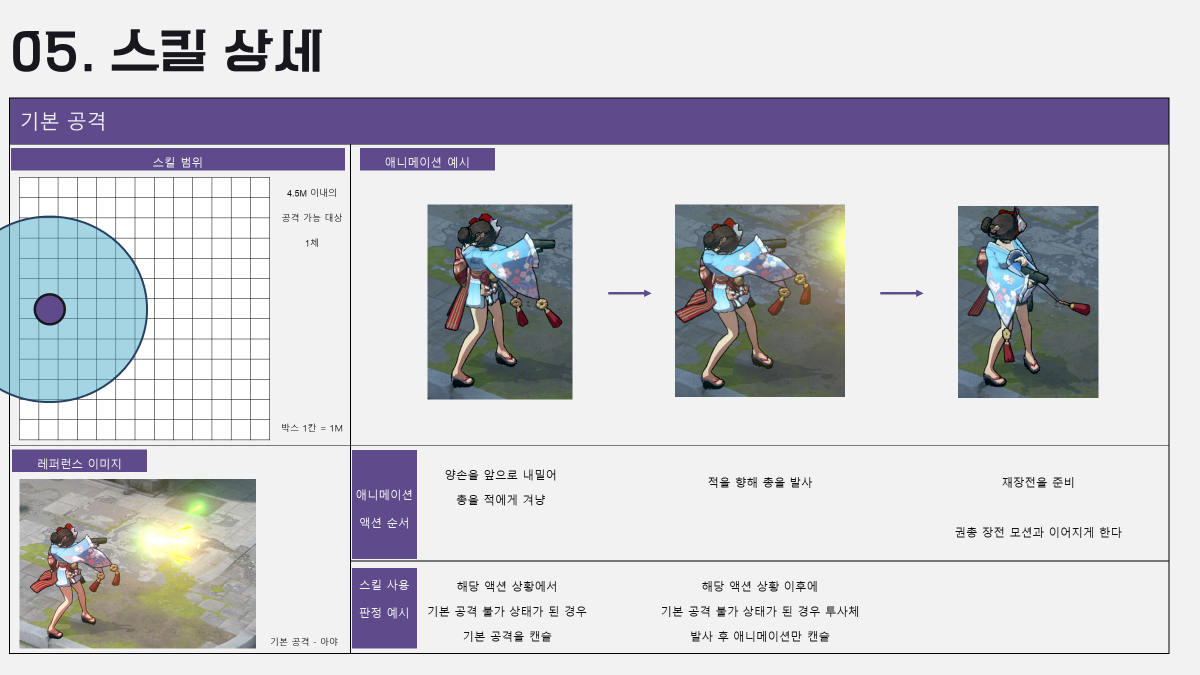 05. 스킬 상세
기본 공격
스킬 범위
4.5M 이내의
공격 가능 대상
1체
박스 1칸 = 1M
애니메이션 예시
레퍼런스 이미지
기본 공격 - 아야
애니메이션
액션 순서
양손을 앞으로 내밀어
총을 적에게 겨냥
적을 향해 총을 발사
재장전을 준비
권총 장전 모션과 이어지게 한다
스킬 사용
판정 예시
해당 액션 상황에서
기본 공격 불가 상태가 된 경우
기본 공격을 캔슬
해당 액션 상황 이후에
기본 공격 불가 상태가 된 경우 투사체
발사 후 애니메이션만 캔슬